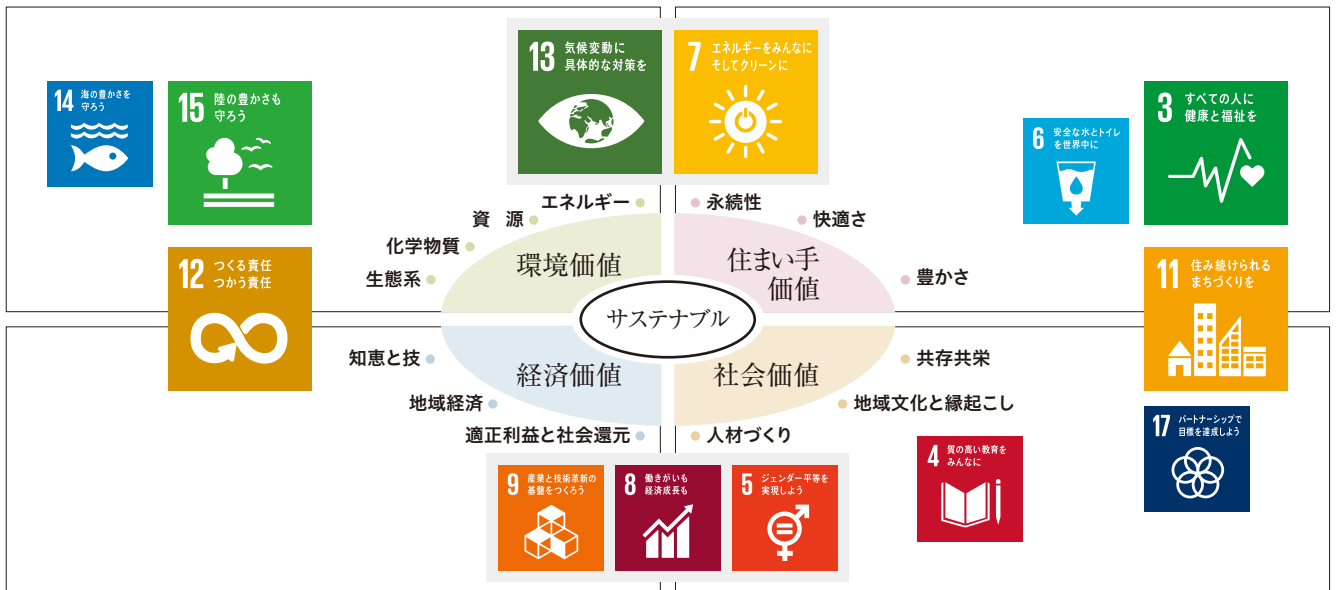 13 気候変動に
具体的な対策を
7 エネルギーをみんなに
そしてクリーンに
14 海の豊かさを
守ろう
15 陸の豊かさも
守ろう
6 安全な水とトイレ
を世界中に
3 すべての人に
健康と福祉を
エネルギー
資 源
化学物質
生態系
環境価値
永続性
快適さ
豊かさ
住まい手
価値
12 つくる責任
つかう責任
11 住み続けられる
まちづくりを
サステナブル
知恵と技
地域経済
適正利益と社会還元
経済価値
社会価値
共存共栄
地域文化と縁起こし
人材づくり
9 産業と技術革新の
基盤をつくろう
8 働きがいも
経済成長も
5 ジェンダー平等を
実現しよう
4 質の高い教育を
みんなに
17 パートナーシップで
目標を達成しよう